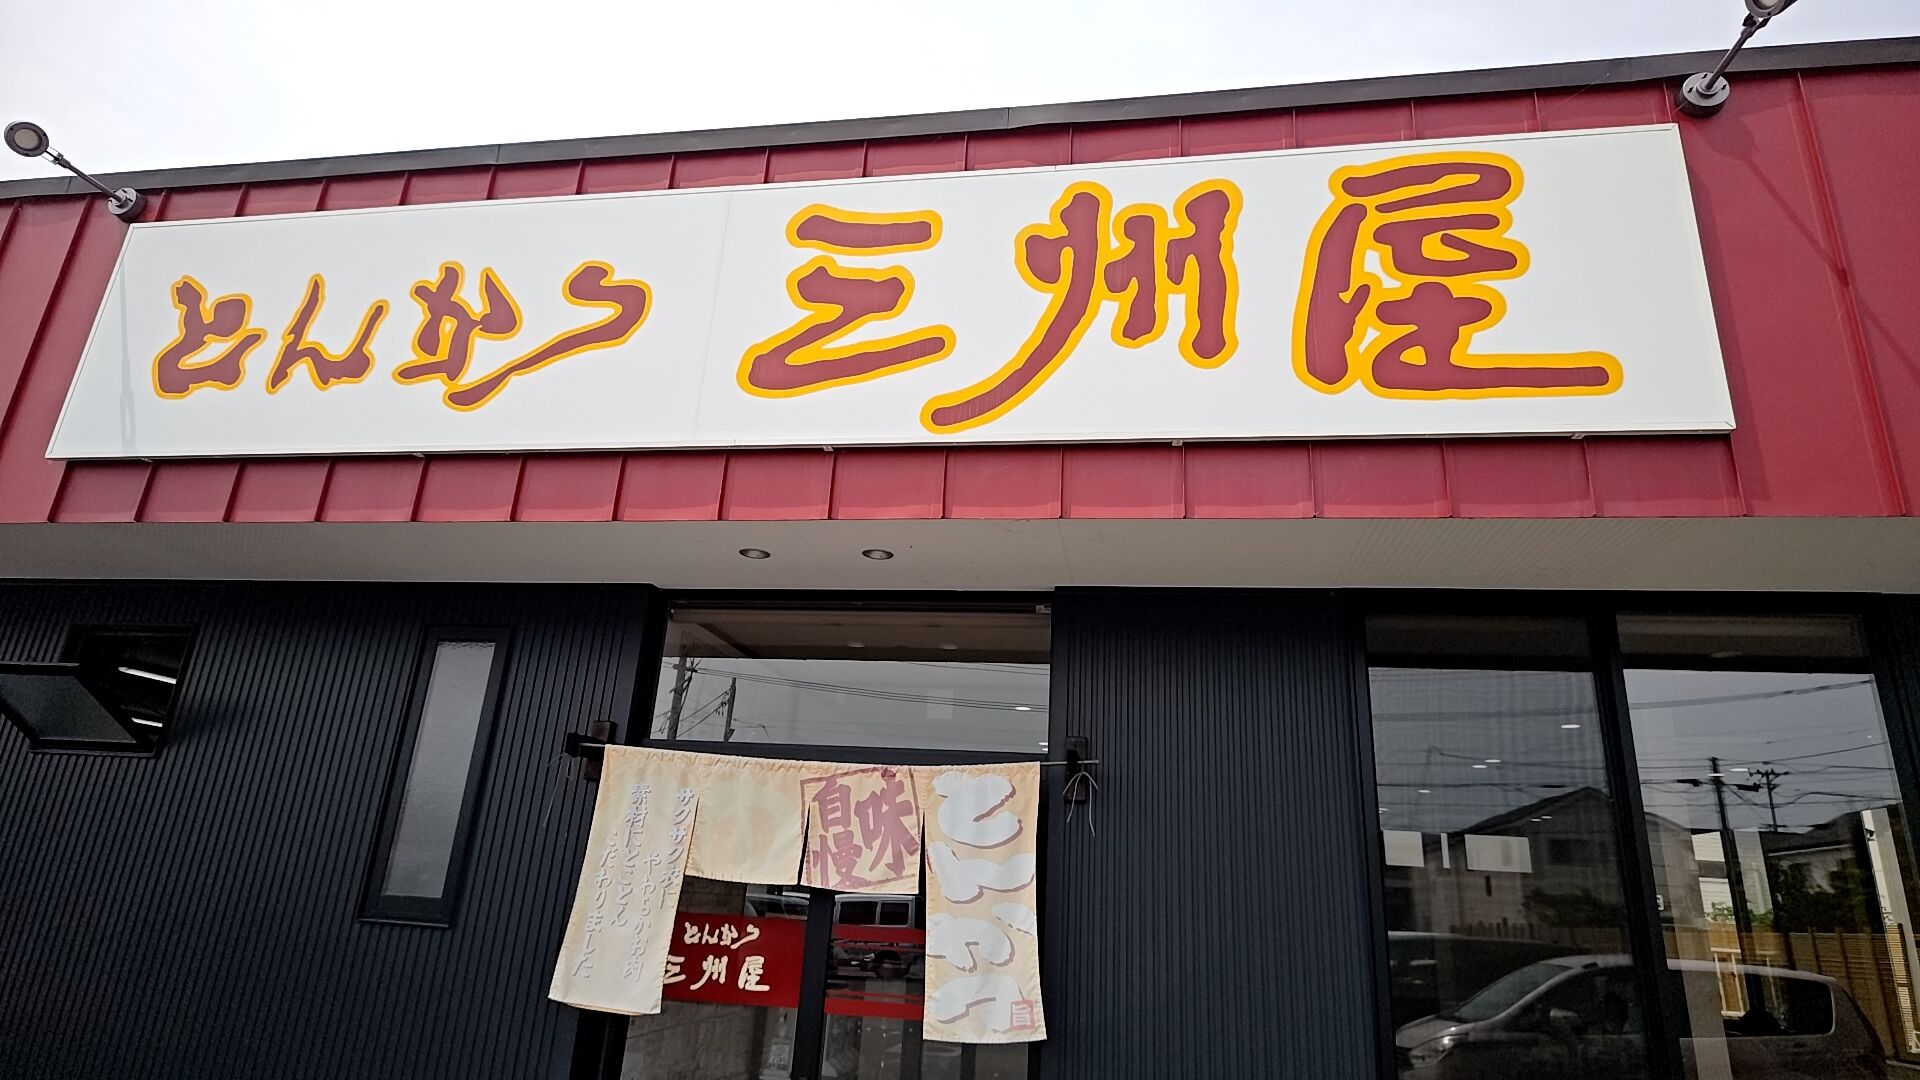 とんかつ 三州屋
とんかつ
味
自慢
サクサク衣に
やわらかお肉
素材にとことん
こだわりました
旨
とんかつ
三州屋